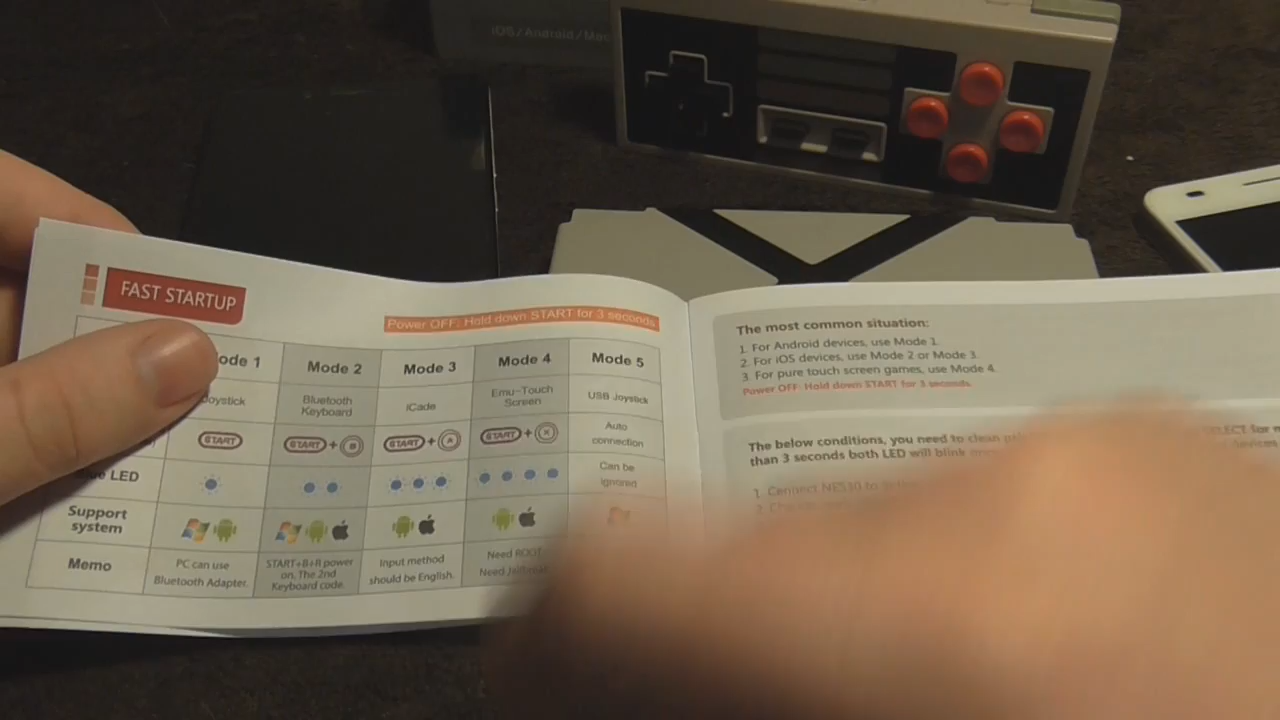 iOS/Android/Mac
FAST STARTUP
Power OFF: Hold down START for 3 seconds
ode 1
Mode 2
Mode 3
Mode 4
Mode 5
Joystick
Bluetooth
Keyboard
iCade
Emu-Touch
Screen
USB Joystick
START
START + B
START + A
START + X
Auto
connection
LED
Can be
ignored
Support
system
Memo
PC can use
Bluetooth Adapter.
START+B+R power
on. The 2nd
Keyboard code.
Input method
should be English.
Need ROOT
Need Jailbreak
The most common situation:
1. For Android devices, use Mode 1.
2. For iOS devices, use Mode 2 or Mode 3.
3. For pure touch screen games, use Mode 4.
Power OFF: Hold down START for 3 seconds.
The below conditions, you need to clean
than 3 seconds both LED will blink
1. Connect NES30 to